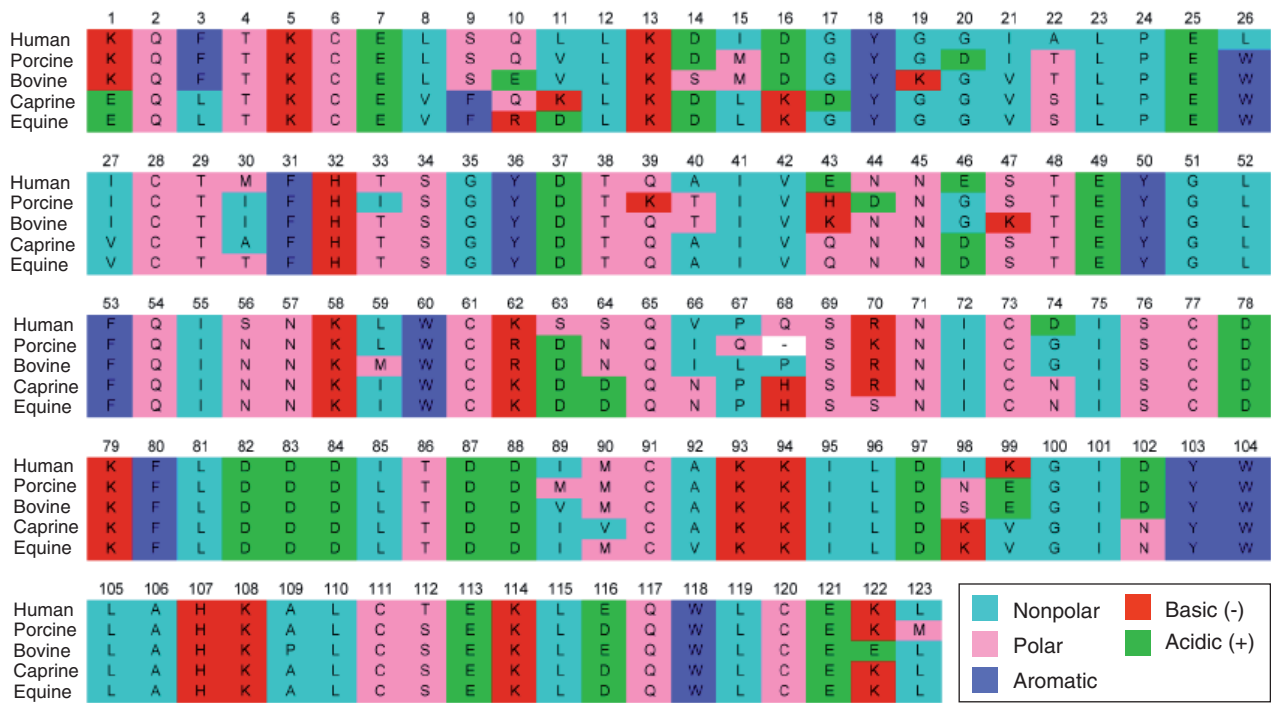 1 2 3 4 5 6 7 8 9 10 11 12 13 14 15 16 17 18 19 20 21 22 23 24 25 26
Human K Q F T K C E L S Q L L K D I D G Y G G I A L P E L
Porcine K Q F T K C E L S Q V L K D M D G Y G D I T L P E W
Bovine K Q F T K C E L S E V L K S M D G Y K G V T L P E W
Caprine E Q L T K C E V F Q K L K D L K D Y G G V S L P E W
Equine E Q L T K C E V F R D L K D L K G Y G G V S L P E W
27 28 29 30 31 32 33 34 35 36 37 38 39 40 41 42 43 44 45 46 47 48 49 50 51 52
Human I C T M F H T S G Y D T Q A I V E N N E S T E Y G L
Porcine I C T I F H I S G Y D T K T I V H D N G S T E Y G L
Bovine I C T I F H T S G Y D T Q T I V K N N G K T E Y G L
Caprine V C T A F H T S G Y D T Q A I V Q N N D S T E Y G L
Equine V C T T F H T S G Y D T Q A I V Q N N D S T E Y G L
53 54 55 56 57 58 59 60 61 62 63 64 65 66 67 68 69 70 71 72 73 74 75 76 77 78
Human F Q I S N K L W C K S S Q V P Q S R N I C D I S C D
Porcine F Q I N N K L W C R D N Q I Q - S K N I C G I S C D
Bovine F Q I N N K M W C R D N Q I L P S R N I C G I S C D
Caprine F Q I N N K I W C K D D Q N P H S R N I C N I S C D
Equine F Q I N N K I W C K D D Q N P H S S N I C N I S C D
79 80 81 82 83 84 85 86 87 88 89 90 91 92 93 94 95 96 97 98 99 100 101 102 103 104
Human K F L D D D I T D D I M C A K K I L D I K G I D Y W
Porcine K F L D D D L T D D M M C A K K I L D N E G I D Y W
Bovine K F L D D D L T D D V M C A K K I L D S E G I D Y W
Caprine K F L D D D L T D D I V C A K K I L D K V G I N Y W
Equine K F L D D D L T D D I M C V K K I L D K V G I N Y W
105 106 107 108 109 110 111 112 113 114 115 116 117 118 119 120 121 122 123
Human L A H K A L C T E K L E Q W L C E K L
Porcine L A H K A L C S E K L D Q W L C E K M
Bovine L A H K P L C S E K L E Q W L C E E L
Caprine L A H K A L C S E K L D Q W L C E K L
Equine L A H K A L C S E K L D Q W L C E K L
Nonpolar Basic (-)
Polar Acidic (+)
Aromatic